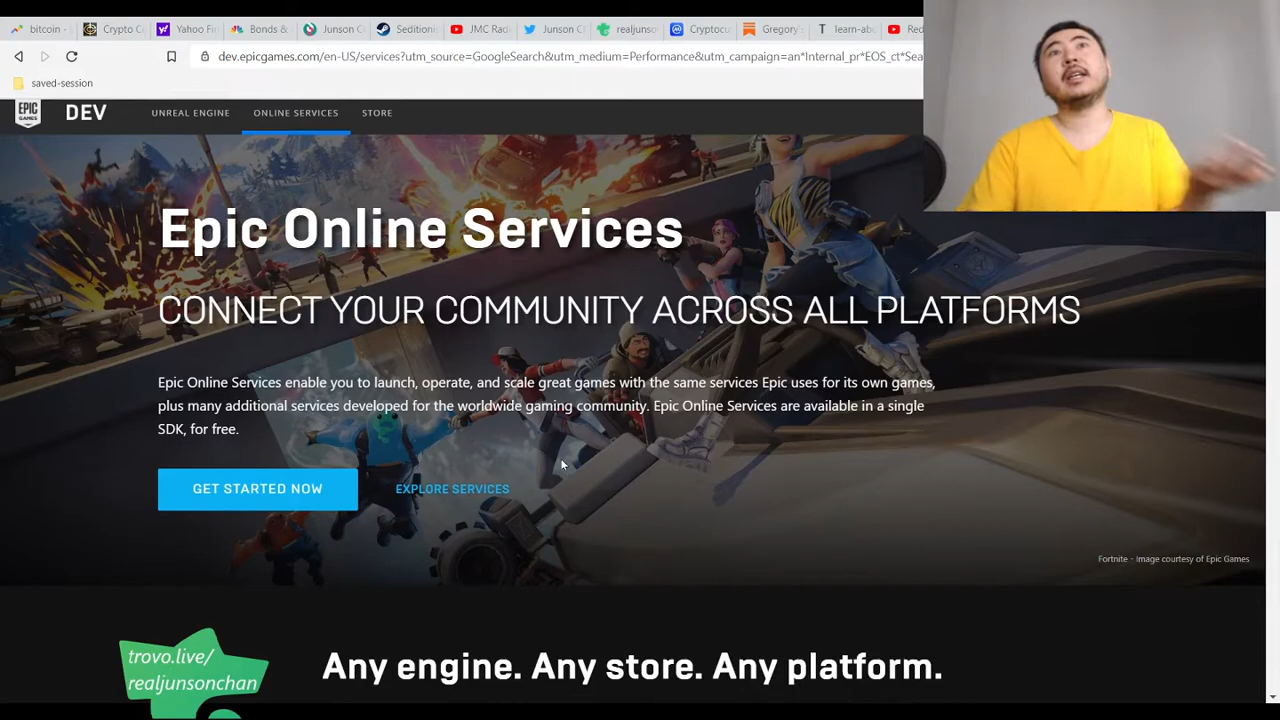 bitcoin -
Crypto C
Yahoo Fin
Bonds &
Junson C
Sedition
JMC Rad
Junson C
realjunso
Cryptocu
Gregory's
learn-abu
Red
dev.epicgames.com/en-US/services?utm_source=GoogleSearch&utm_medium=Performance&utm_campaign=an*Internal_pr*EOS_ct*Sea
saved-session
EPIC
GAMES
DEV
UNREAL ENGINE
ONLINE SERVICES
STORE
Epic Online Services
CONNECT YOUR COMMUNITY ACROSS ALL PLATFORMS
Epic Online Services enable you to launch, operate, and scale great games with the same services Epic uses for its own games,
plus many additional services developed for the worldwide gaming community. Epic Online Services are available in a single
SDK, for free.
GET STARTED NOW
EXPLORE SERVICES
Fortnite - Image courtesy of Epic Games
trovo.live/
realjunsonchan
Any engine. Any store. Any platform.